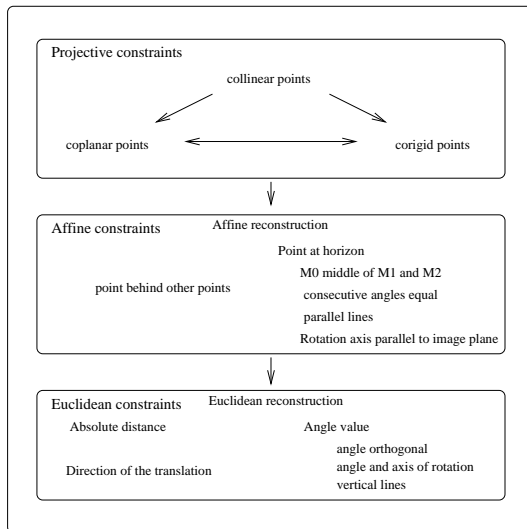 Projective constraints
collinear points
coplanar points
corigid points
Affine constraints
Affine reconstruction
Point at horizon
M0 middle of M1 and M2
point behind other points
consecutive angles equal
parallel lines
Rotation axis parallel to image plane
Euclidean constraints
Euclidean reconstruction
Absolute distance
Angle value
angle orthogonal
Direction of the translation
angle and axis of rotation
vertical lines